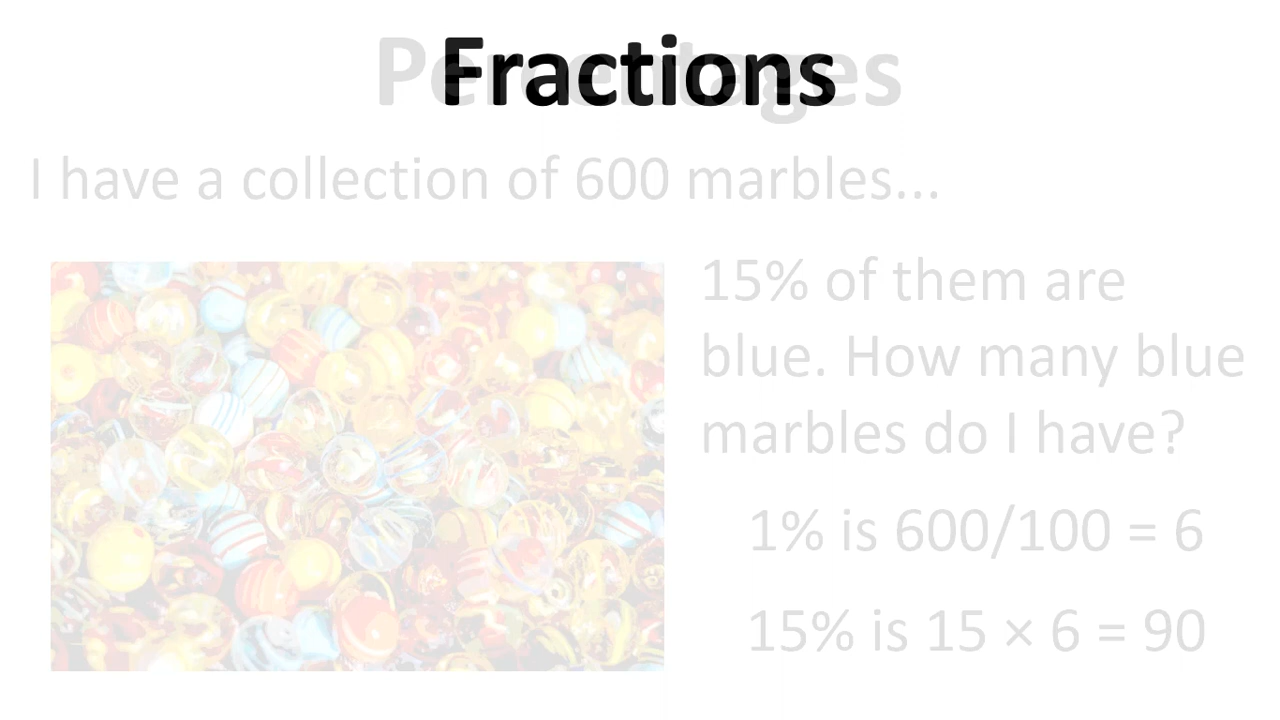 Percentages
Fractions
I have a collection of 600 marbles...
15% of them are
blue. How many blue
marbles do I have?
1% is 600/100 = 6
15% is 15 × 6 = 90